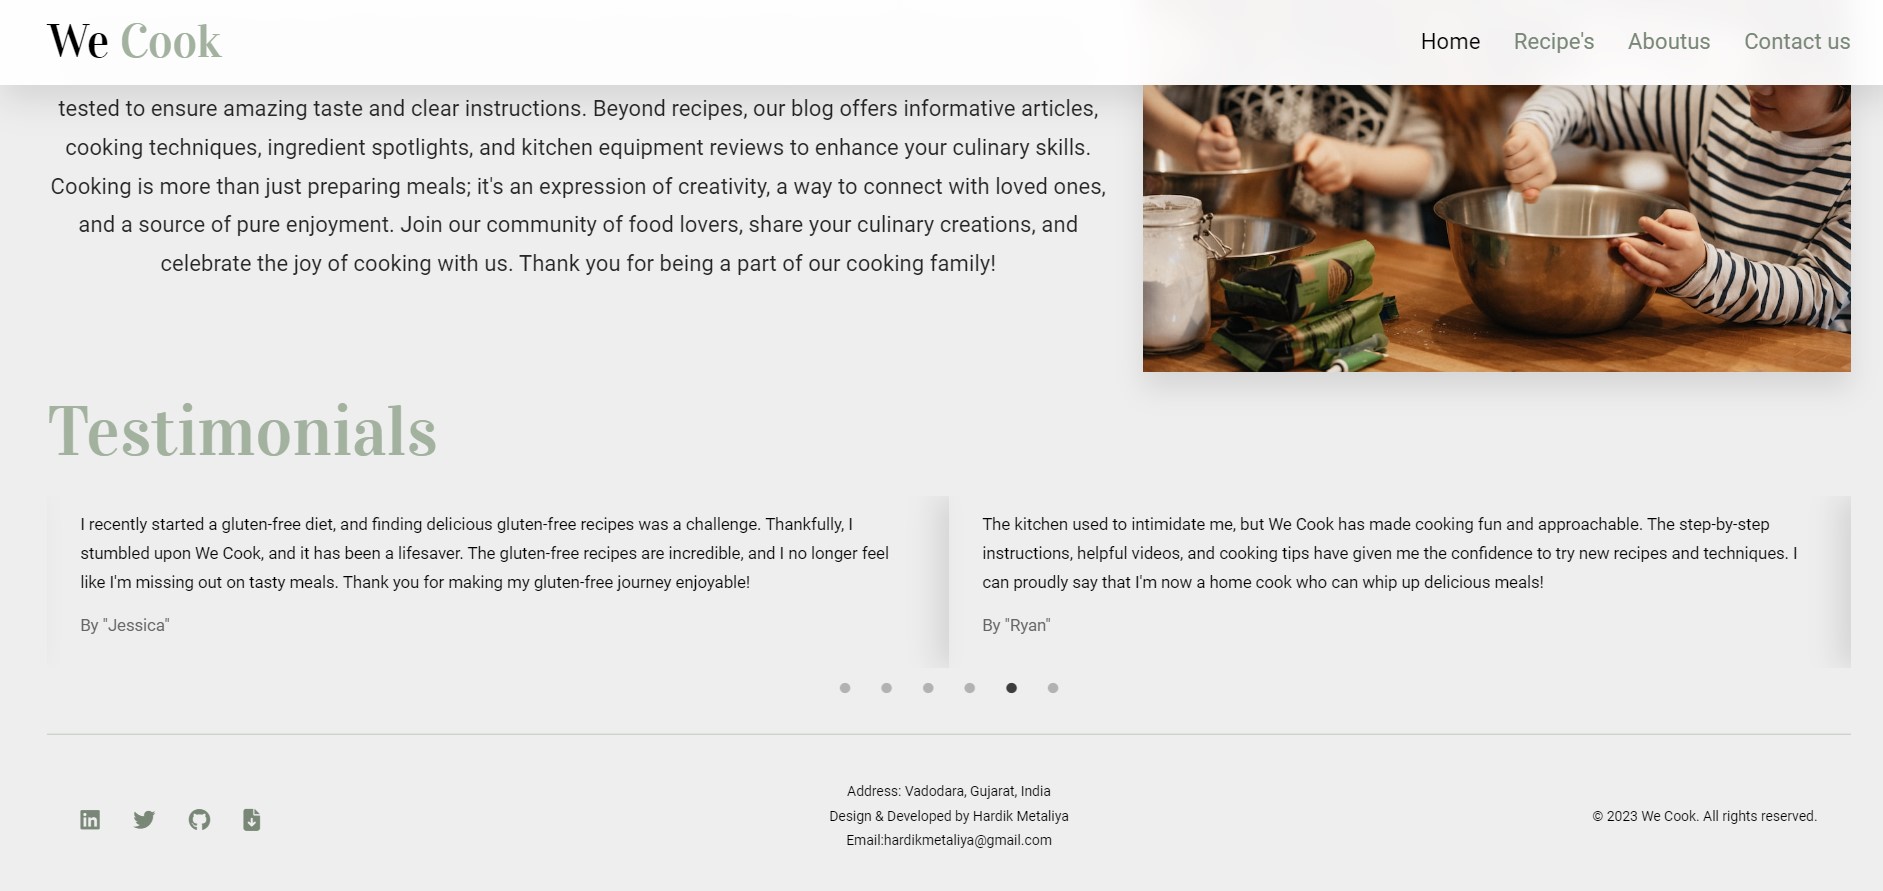 We Cook
Home Recipe's Aboutus Contact us
tested to ensure amazing taste and clear instructions. Beyond recipes, our blog offers informative articles,
cooking techniques, ingredient spotlights, and kitchen equipment reviews to enhance your culinary skills.
Cooking is more than just preparing meals; it's an expression of creativity, a way to connect with loved ones,
and a source of pure enjoyment. Join our community of food lovers, share your culinary creations, and
celebrate the joy of cooking with us. Thank you for being a part of our cooking family!
Testimonials
I recently started a gluten-free diet, and finding delicious gluten-free recipes was a challenge. Thankfully, I
stumbled upon We Cook, and it has been a lifesaver. The gluten-free recipes are incredible, and I no longer feel
like I'm missing out on tasty meals. Thank you for making my gluten-free journey enjoyable!
By "Jessica"
The kitchen used to intimidate me, but We Cook has made cooking fun and approachable. The step-by-step
instructions, helpful videos, and cooking tips have given me the confidence to try new recipes and techniques. I
can proudly say that I'm now a home cook who can whip up delicious meals!
By "Ryan"
Address: Vadodara, Gujarat, India
Design & Developed by Hardik Metaliya
Email:hardikmetaliya@gmail.com
© 2023 We Cook. All rights reserved.